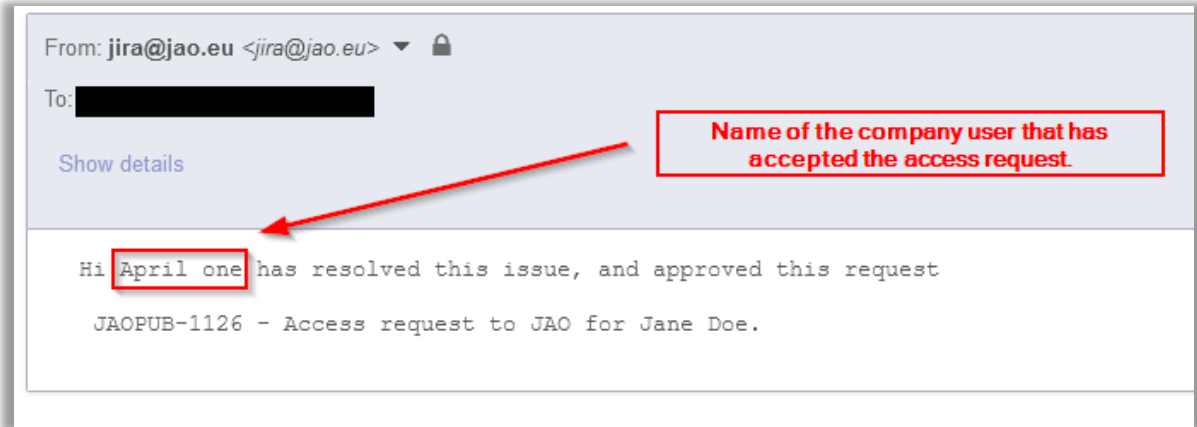 From: jira@jao.eu <jira@jao.eu>
To:
Name of the company user that has
accepted the access request.
Show details
Hi April one has resolved this issue, and approved this request
JAOPUB-1126 - Access request to JAO for Jane Doe.